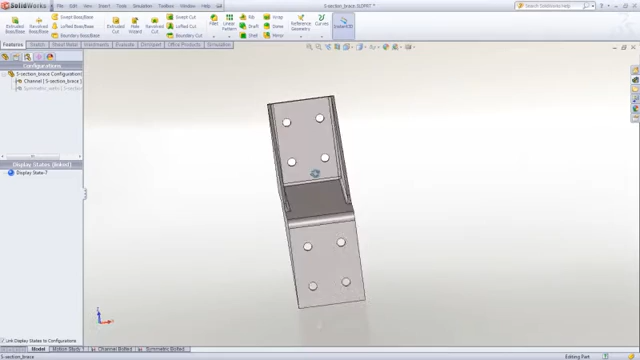 SolidWorks
File Edit View Insert Tools Simulation Toolbox Window Help
S-section_brace.SLDPRT *
Extruded Boss/Base
Revolved Boss/Base
Swept Boss/Base
Lofted Boss/Base
Boundary Boss/Base
Extruded Cut
Hole Wizard
Revolved Cut
Swept Cut
Lofted Cut
Boundary Cut
Fillet
Linear Pattern
Rib
Draft
Shell
Wrap
Dome
Mirror
Reference Geometry
Curves
Instant3D
Features Sketch Sheet Metal Weldments Evaluate DimXpert Office Products Simulation
Configurations
S-section_brace Configuration(
Channel [ S-section_brace ]
Display States (linked)
Display State-7
Link Display States to Configurations
Model Motion Study 1 Channel Bolted Symmetric Bolted
S-section_brace
Editing Part